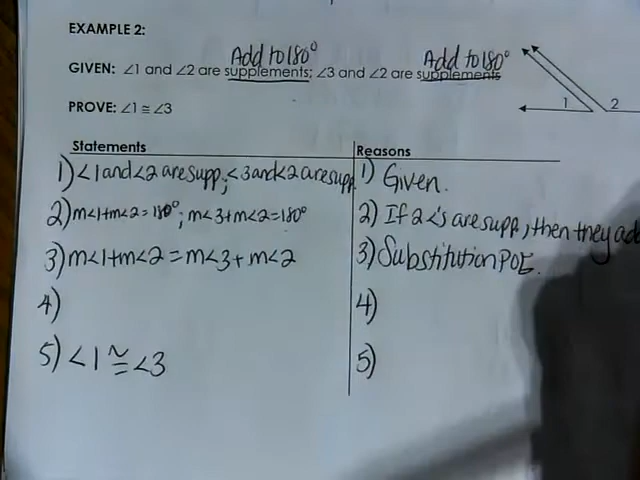 EXAMPLE 2:
Add to 180° Add to 180°
GIVEN: ∠1 and ∠2 are supplements; ∠3 and ∠2 are supplements
1 2
PROVE: ∠1 ≅ ∠3
Statements Reasons
1) <1 and <2 are supp; <3 and <2 are supp. 1) Given.
2) m<1+m<2 = 180°; m<3+m<2=180° 2) If 2 <'s are supp, then they add
3) m<1+m<2 = m<3+m<2 3) Substitution POE.
4) 4)
5) <1 ≅ <3 5)